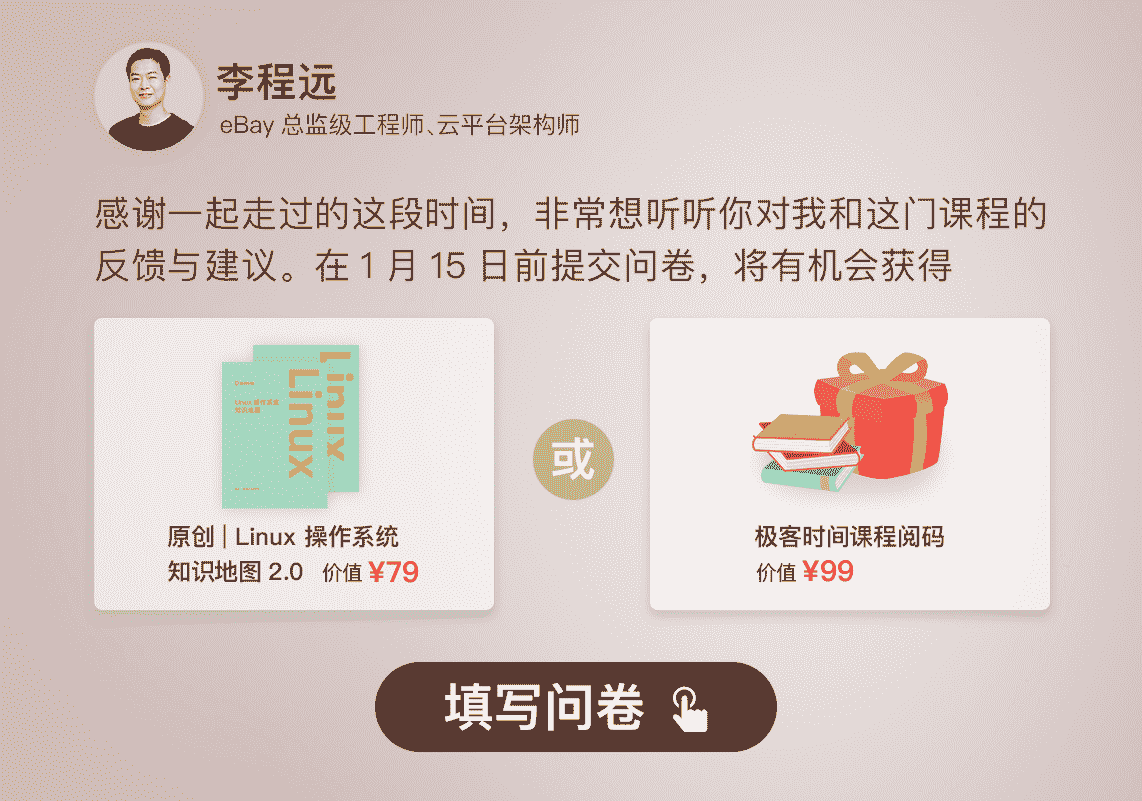 李程远
eBay 总监级工程师、云平台架构师
感谢一起走过的这段时间，非常想听听你对我和这门课程的
反馈与建议。在 1 月 15 日前提交问卷，将有机会获得
Linux
Linux
Linux 操作系统
知识地图
原创 | Linux 操作系统
知识地图 2.0 价值 ¥79
或
极客时间课程阅码
价值 ¥99
填写问卷